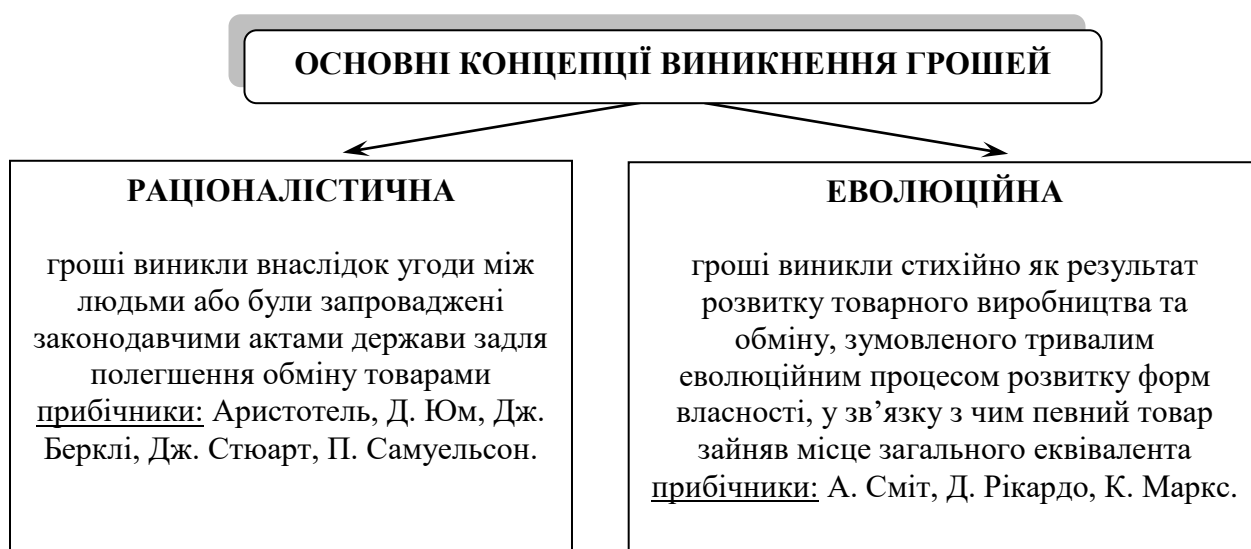 ОСНОВНІ КОНЦЕПЦІЇ ВИНИКНЕННЯ ГРОШЕЙ
РАЦІОНАЛІСТИЧНА
гроші виникли внаслідок угоди між
людьми або були запроваджені
законодавчими актами держави задля
полегшення обміну товарами
прибічники: Аристотель, Д. Юм, Дж.
Берклі, Дж. Стюарт, П. Самуельсон.
ЕВОЛЮЦІЙНА
гроші виникли стихійно як результат
розвитку товарного виробництва та
обміну, зумовленого тривалим
еволюційним процесом розвитку форм
власності, у зв’язку з чим певний товар
зайняв місце загального еквівалента
прибічники: А. Сміт, Д. Рікардо, К. Маркс.